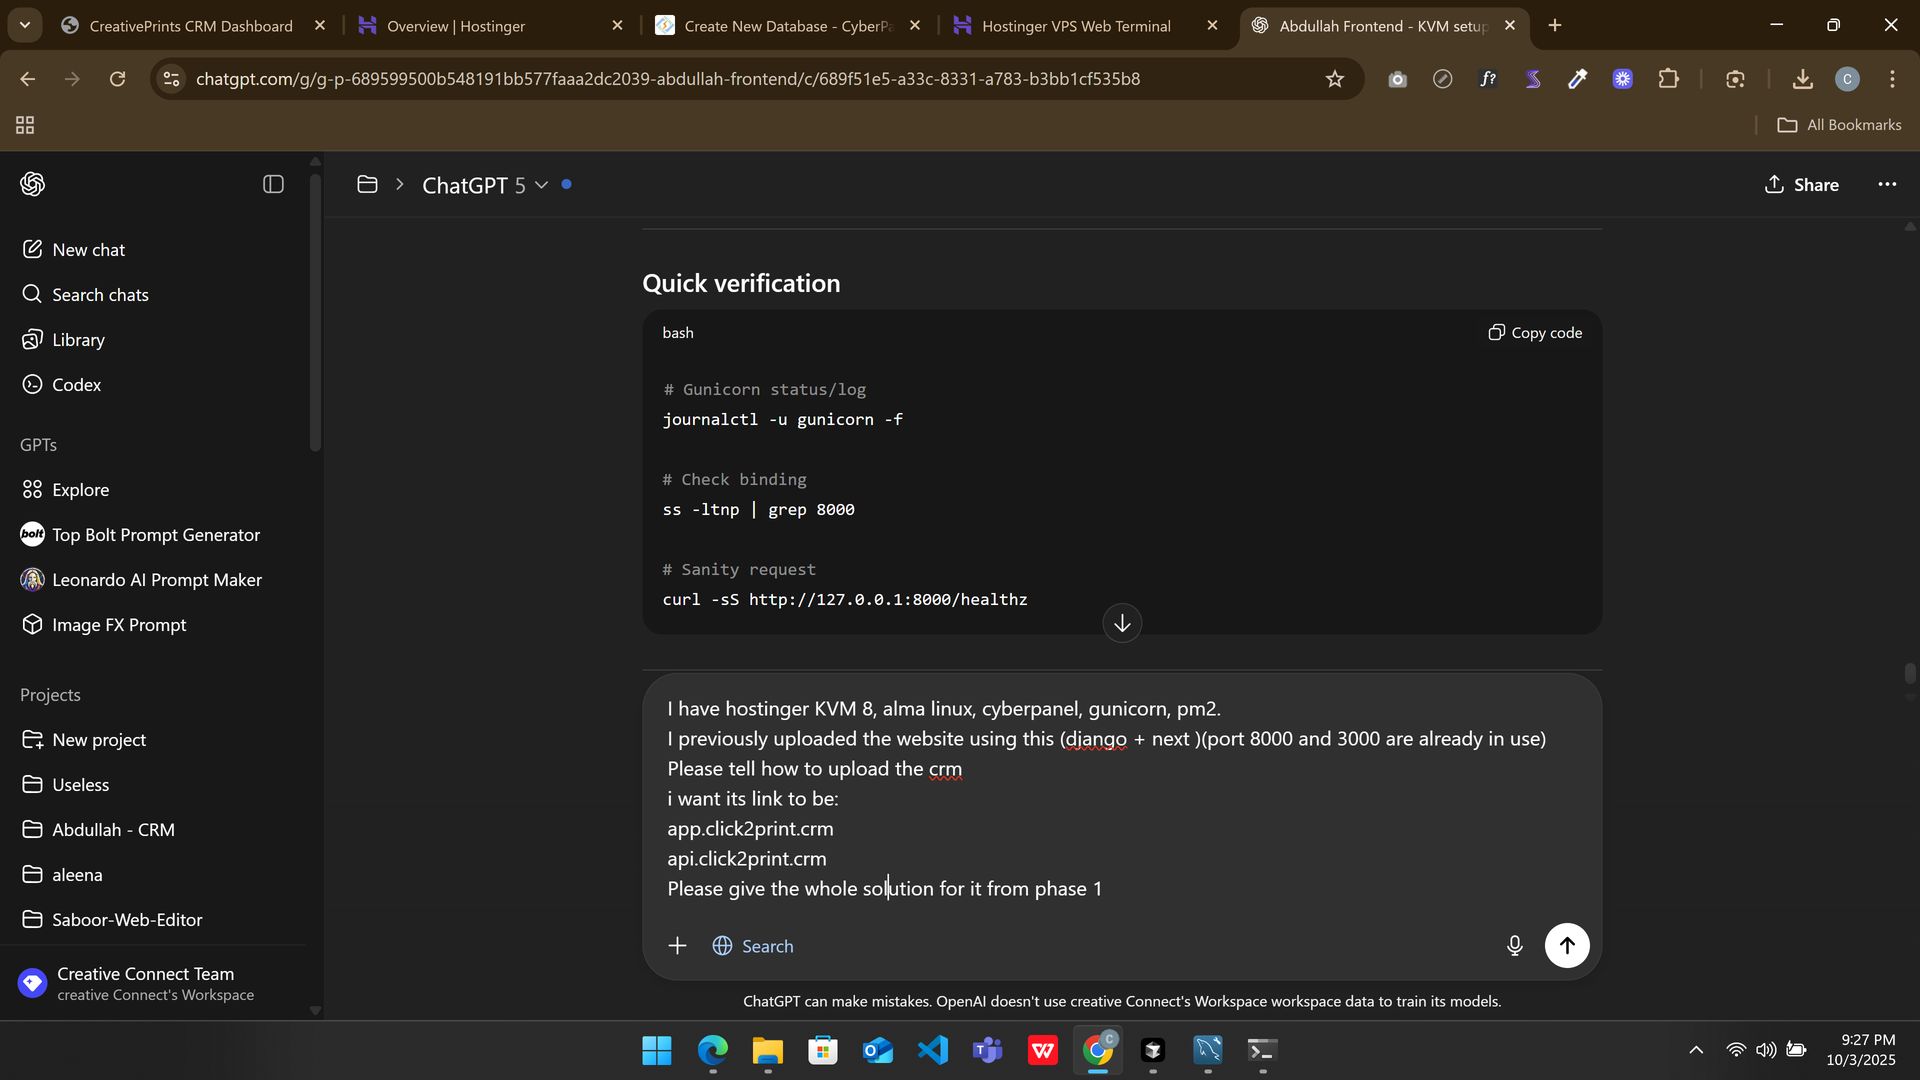 CreativePrints CRM Dashboard
Overview | Hostinger
Create New Database - CyberPa
Hostinger VPS Web Terminal
Abdullah Frontend - KVM setup
chatgpt.com/g/g-p-689599500b548191bb577faaa2dc2039-abdullah-frontend/c/689f51e5-a33c-8331-a783-b3bb1cf535b8
f?
C
All Bookmarks
ChatGPT 5
Share
New chat
Search chats
Library
Codex
GPTs
Explore
bolt Top Bolt Prompt Generator
Leonardo AI Prompt Maker
Image FX Prompt
Projects
New project
Useless
Abdullah - CRM
aleena
Saboor-Web-Editor
Creative Connect Team
creative Connect's Workspace
Quick verification
bash
Copy code
# Gunicorn status/log
journalctl -u gunicorn -f
# Check binding
ss -ltnp | grep 8000
# Sanity request
curl -sS http://127.0.0.1:8000/healthz
I have hostinger KVM 8, alma linux, cyberpanel, gunicorn, pm2.
I previously uploaded the website using this (django + next )(port 8000 and 3000 are already in use)
Please tell how to upload the crm
i want its link to be:
app.click2print.crm
api.click2print.crm
Please give the whole solution for it from phase 1
Search
ChatGPT can make mistakes. OpenAI doesn't use creative Connect's Workspace workspace data to train its models.
9:27 PM
10/3/2025